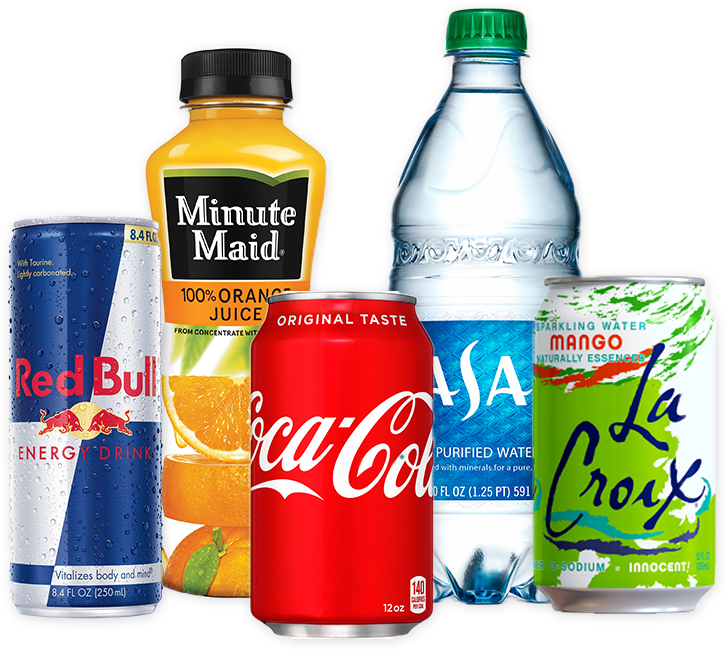 8.4 FL
With Taurine.
Lightly carbonated.
Red Bull
ENERGY DRINK
Vitalizes body and mind®
8.4 FL OZ (250 mL)
Minute
Maid®
100% ORANGE
JUICE
FROM CONCENTRATE WITH
ORIGINAL TASTE
Coca-Col
140
CALORIES
PER CAN
12 oz
ASA
PURIFIED WATER
d with minerals for a pure,
0 FL OZ (1.25 PT) 591
SPARKLING WATER
MANGO
NATURALLY ESSENCED
La
Croix
SODIUM • INNOCENT!